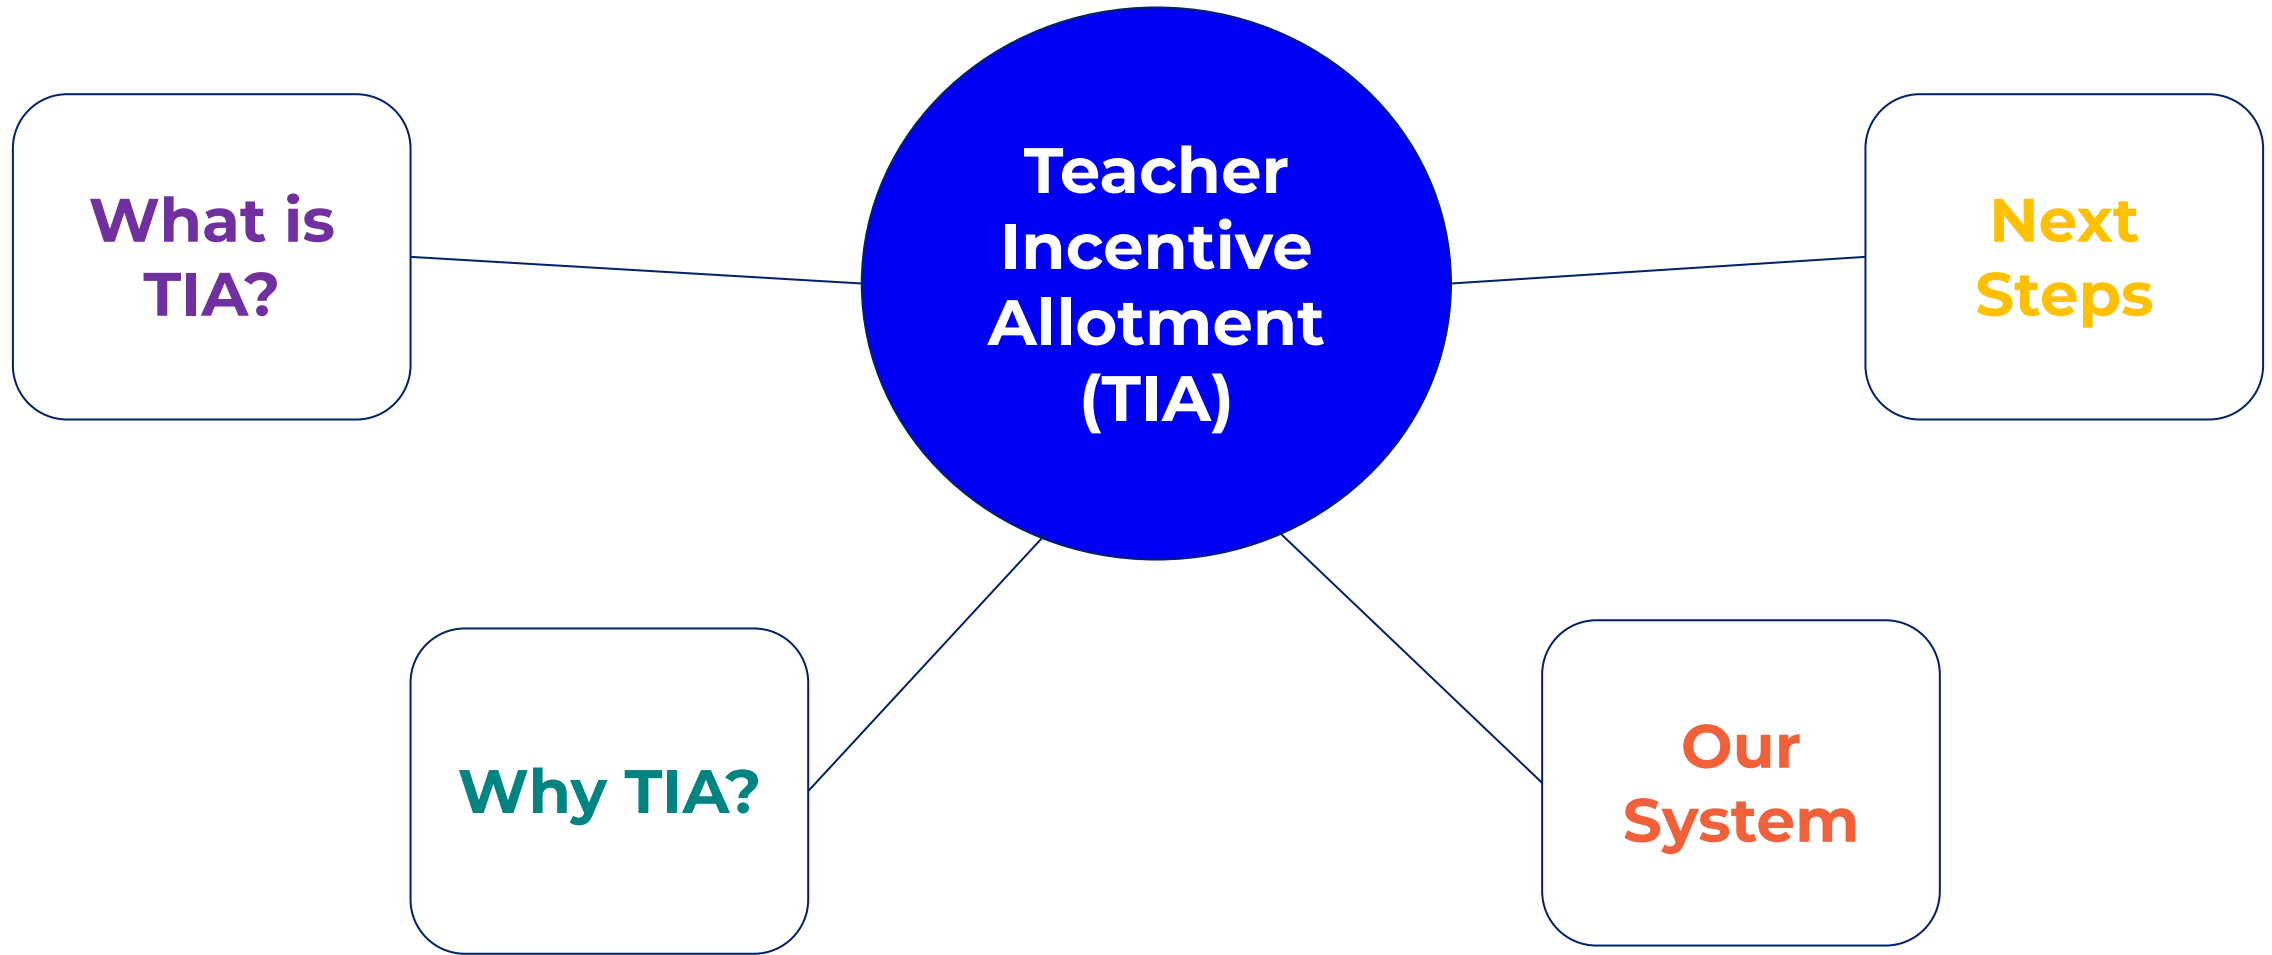 Teacher
Incentive
Allotment
(TIA)
What is
TIA?
Why TIA?
Our
System
Next
Steps